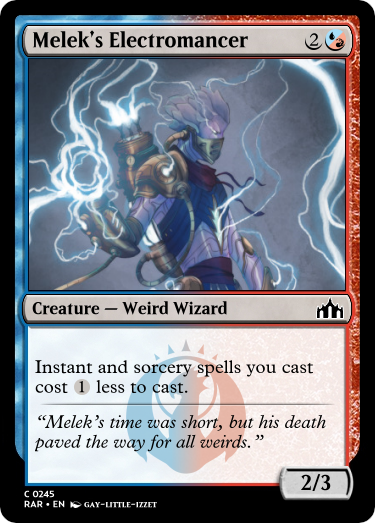 Melek's Electromancer 2
Creature — Weird Wizard
Instant and sorcery spells you cast
cost 1 less to cast.
“Melek's time was short, but his death
paved the way for all weirds.”
2/3
C 0245
RAR • EN GAY-LITTLE-IZZET